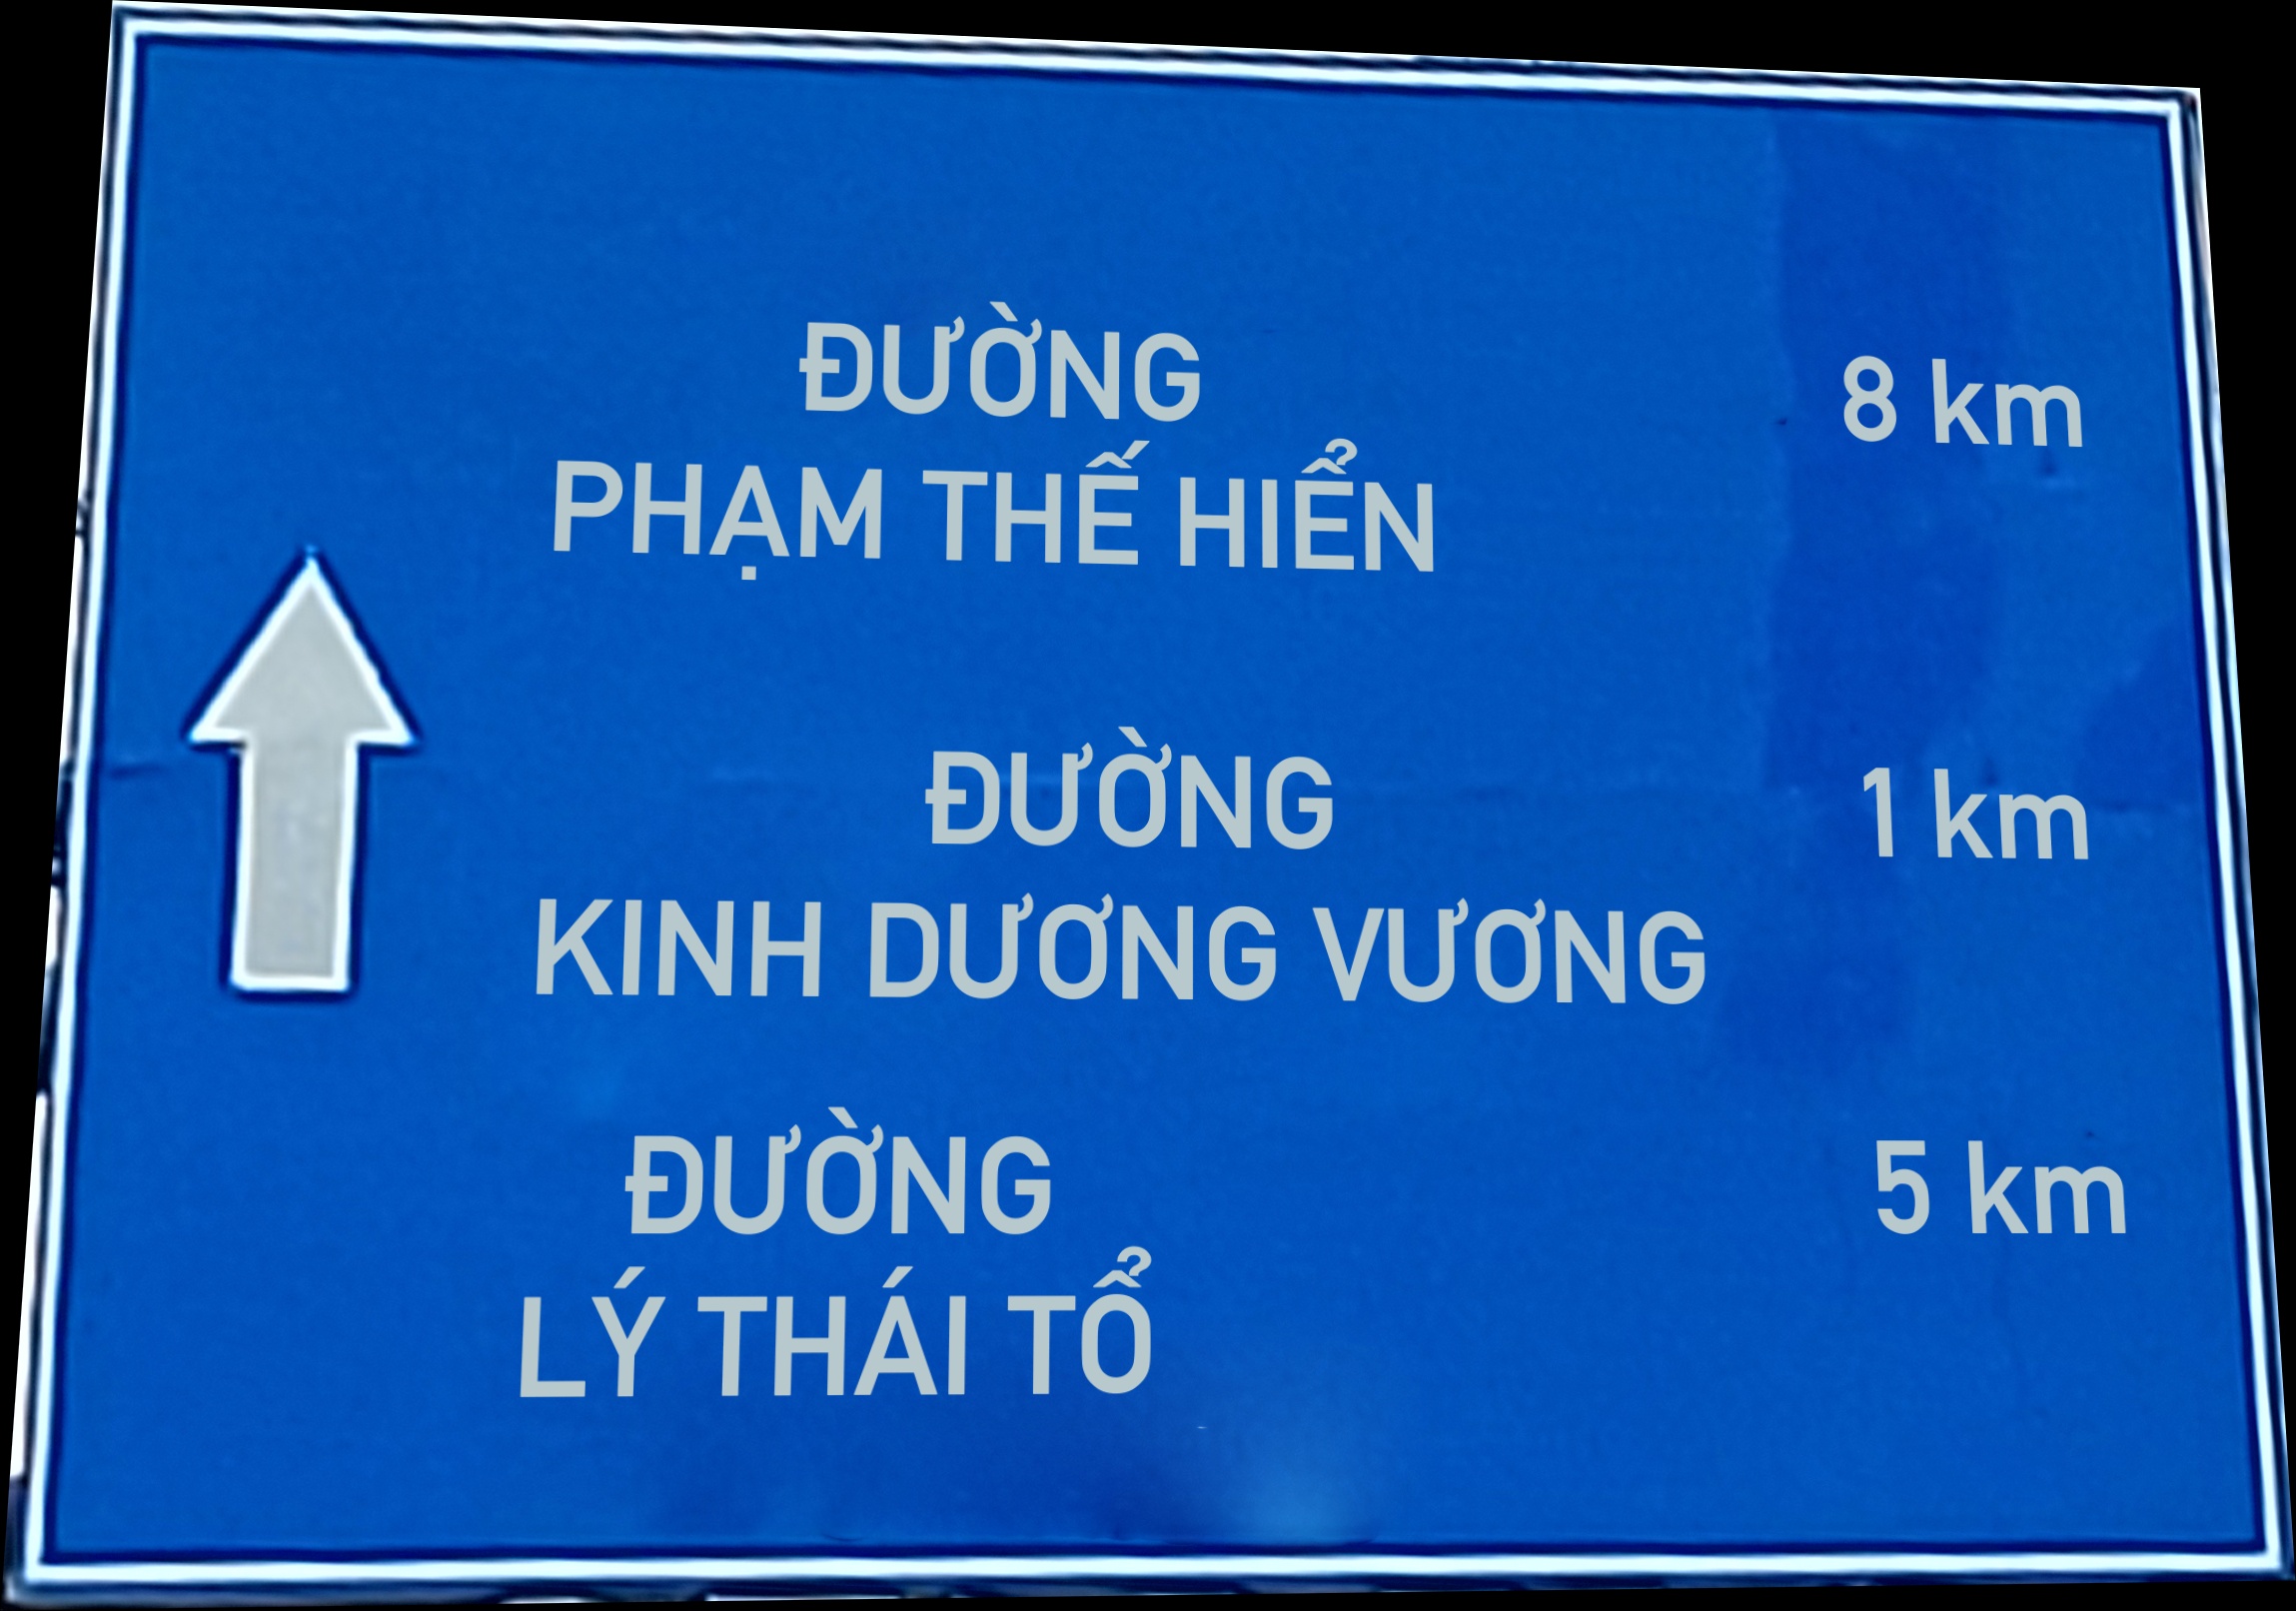 ĐƯỜNG
PHẠM THẾ HIỂN
8 km
ĐƯỜNG
KINH DƯƠNG VƯƠNG
1 km
ĐƯỜNG
LÝ THÁI TỔ
5 km